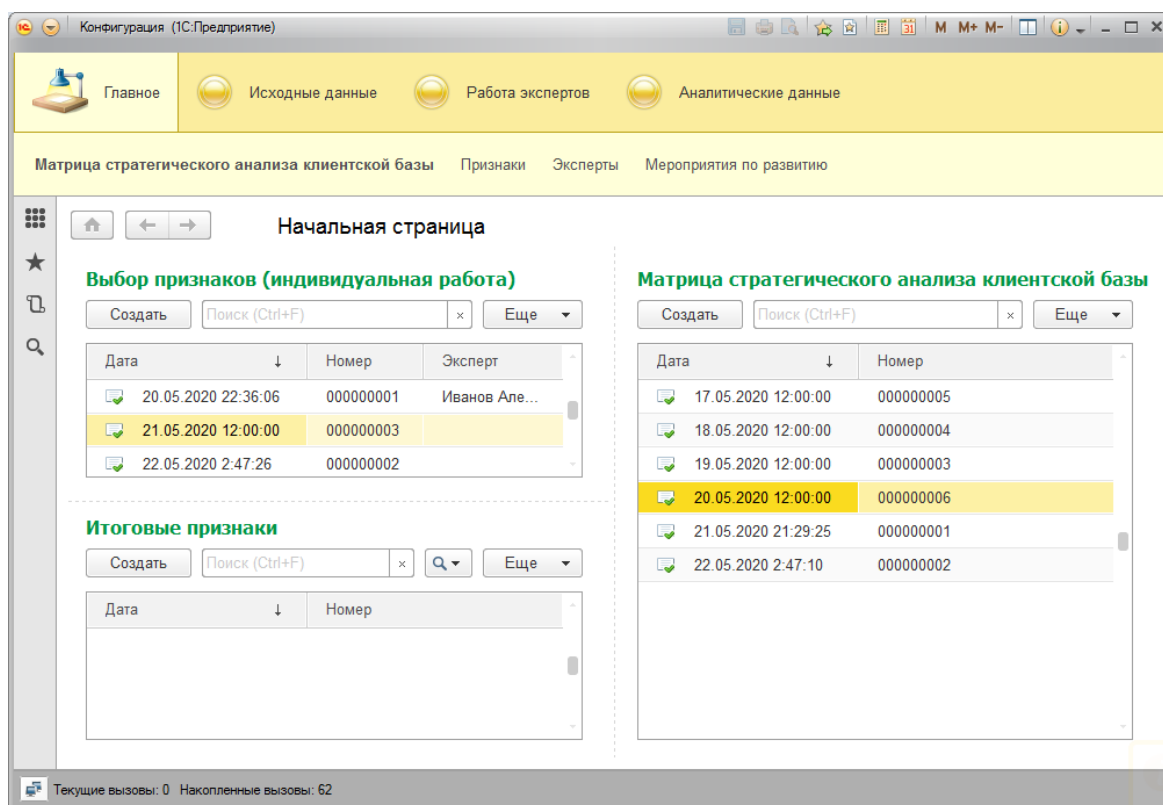 Конфигурация (1С:Предприятие)
31 M M+ M-
Главное Исходные данные Работа экспертов Аналитические данные
Матрица стратегического анализа клиентской базы Признаки Эксперты Мероприятия по развитию
Начальная страница
Выбор признаков (индивидуальная работа)
Создать Поиск (Ctrl+F) × Еще
Дата ↓ Номер Эксперт
20.05.2020 22:36:06 000000001 Иванов Але...
21.05.2020 12:00:00 000000003
22.05.2020 2:47:26 000000002
Итоговые признаки
Создать Поиск (Ctrl+F) × Еще
Дата ↓ Номер
Матрица стратегического анализа клиентской базы
Создать Поиск (Ctrl+F) × Еще
Дата ↓ Номер
17.05.2020 12:00:00 000000005
18.05.2020 12:00:00 000000004
19.05.2020 12:00:00 000000003
20.05.2020 12:00:00 000000006
21.05.2020 21:29:25 000000001
22.05.2020 2:47:10 000000002
Текущие вызовы: 0 Накопленные вызовы: 62